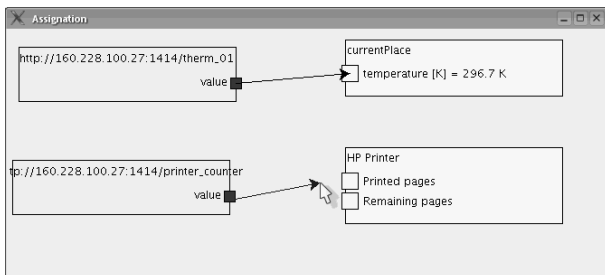 Assignation
http://160.228.100.27:1414/therm_01
value
currentPlace
temperature [K] = 296.7 K
tp://160.228.100.27:1414/printer_counter
value
HP Printer
Printed pages
Remaining pages